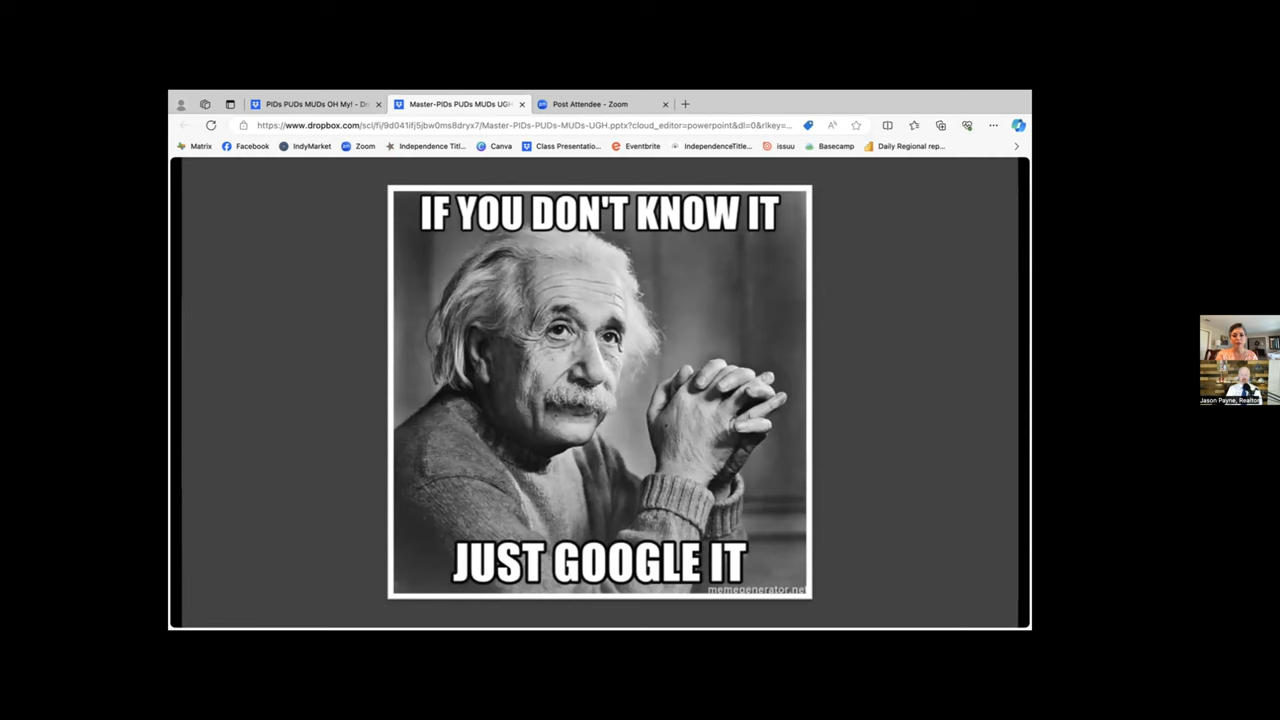 PIDs PUDs MUDs OH My! - Dr
Master-PIDs PUDs MUDs UGH
Post Attendee - Zoom
https://www.dropbox.com/scl/fi/9d041ifj5jbw0ms8dryx7/Master-PIDs-PUDs-MUDs-UGH.pptx?cloud_editor=powerpoint&dl=0&rlkey=...
Matrix Facebook IndyMarket Zoom Independence Titl... Canva Class Presentatio... Eventbrite IndependenceTitle... issuu Basecamp Daily Regional rep...
IF YOU DON'T KNOW IT
JUST GOOGLE IT
memegenerator.net
Jason Payne, Realtor